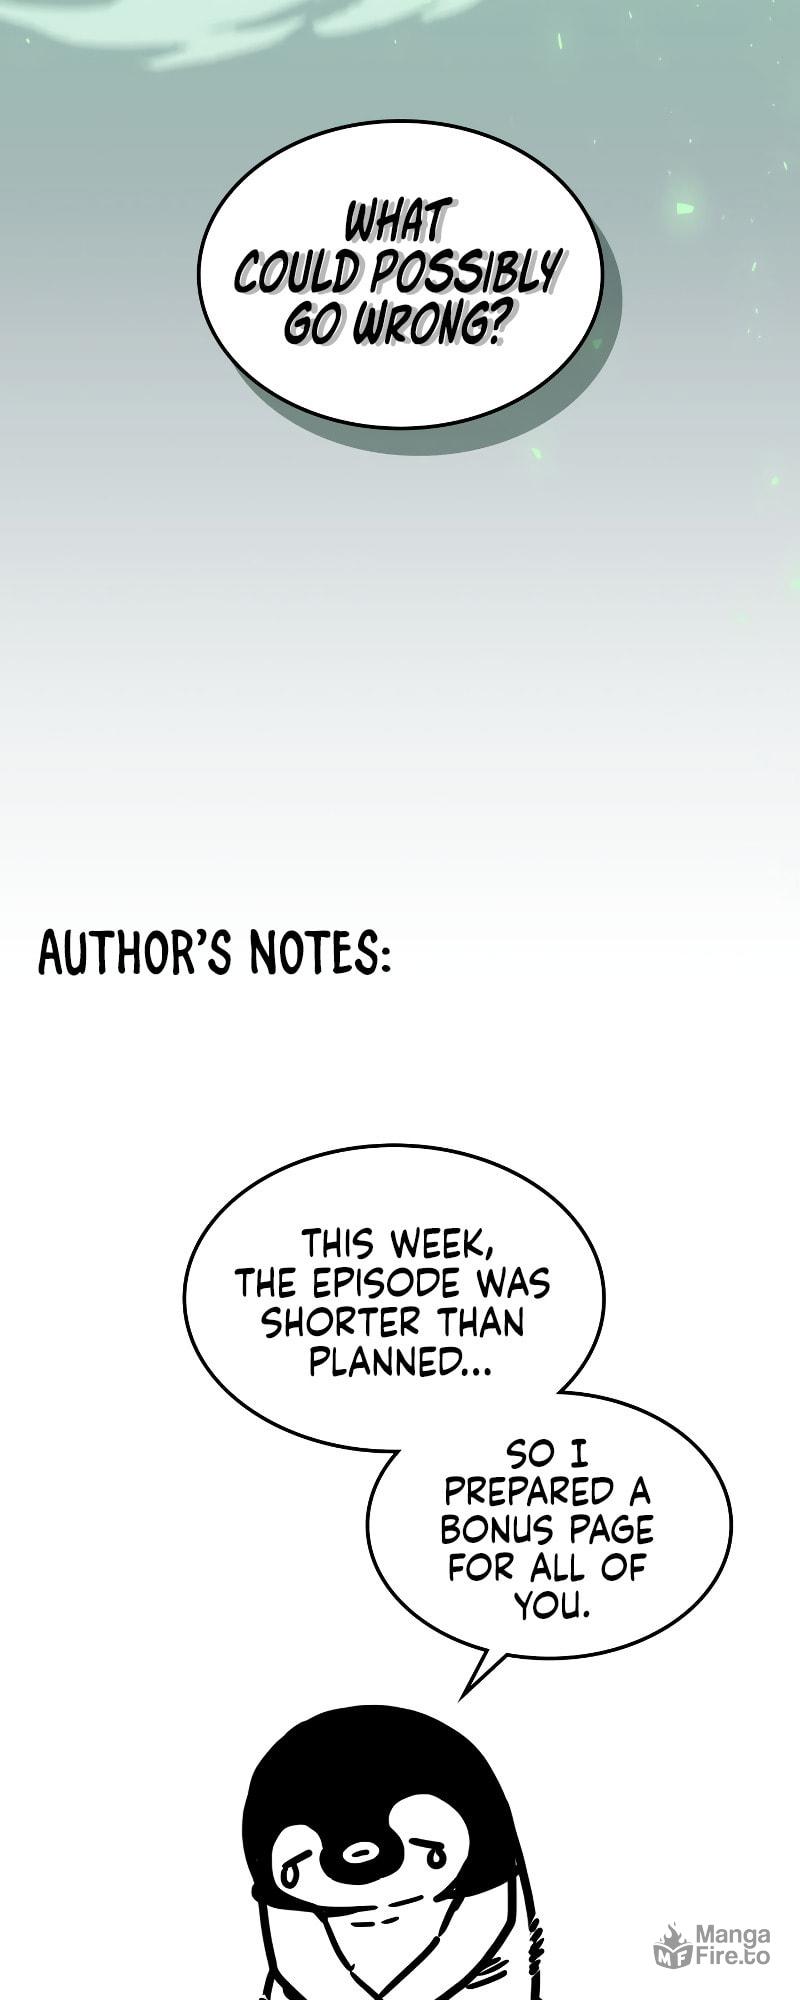 WHAT
COULD POSSIBLY
GO WRONG?
AUTHOR'S NOTES:
THIS WEEK,
THE EPISODE WAS
SHORTER THAN
PLANNED...
SO I
PREPARED A
BONUS PAGE
FOR ALL OF
YOU.
Manga
MF Fire.to